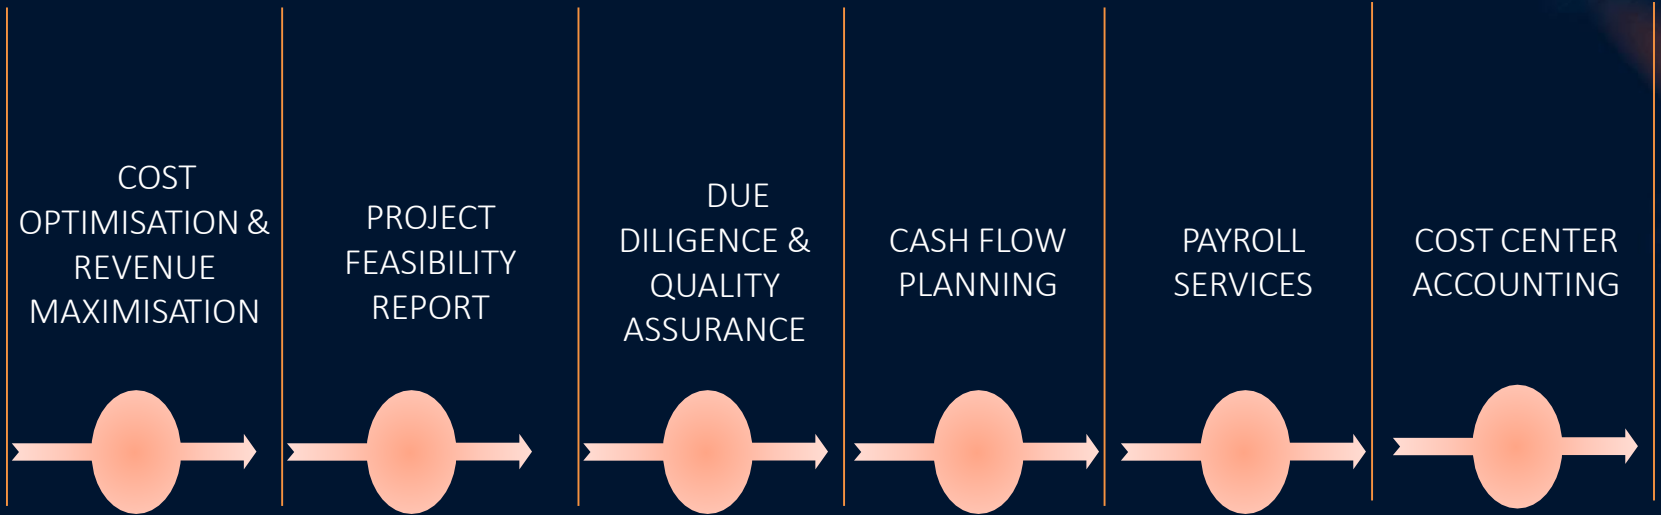 COST
OPTIMISATION &
REVENUE
MAXIMISATION
PROJECT
FEASIBILITY
REPORT
DUE
DILIGENCE &
QUALITY
ASSURANCE
CASH FLOW
PLANNING
PAYROLL
SERVICES
COST CENTER
ACCOUNTING